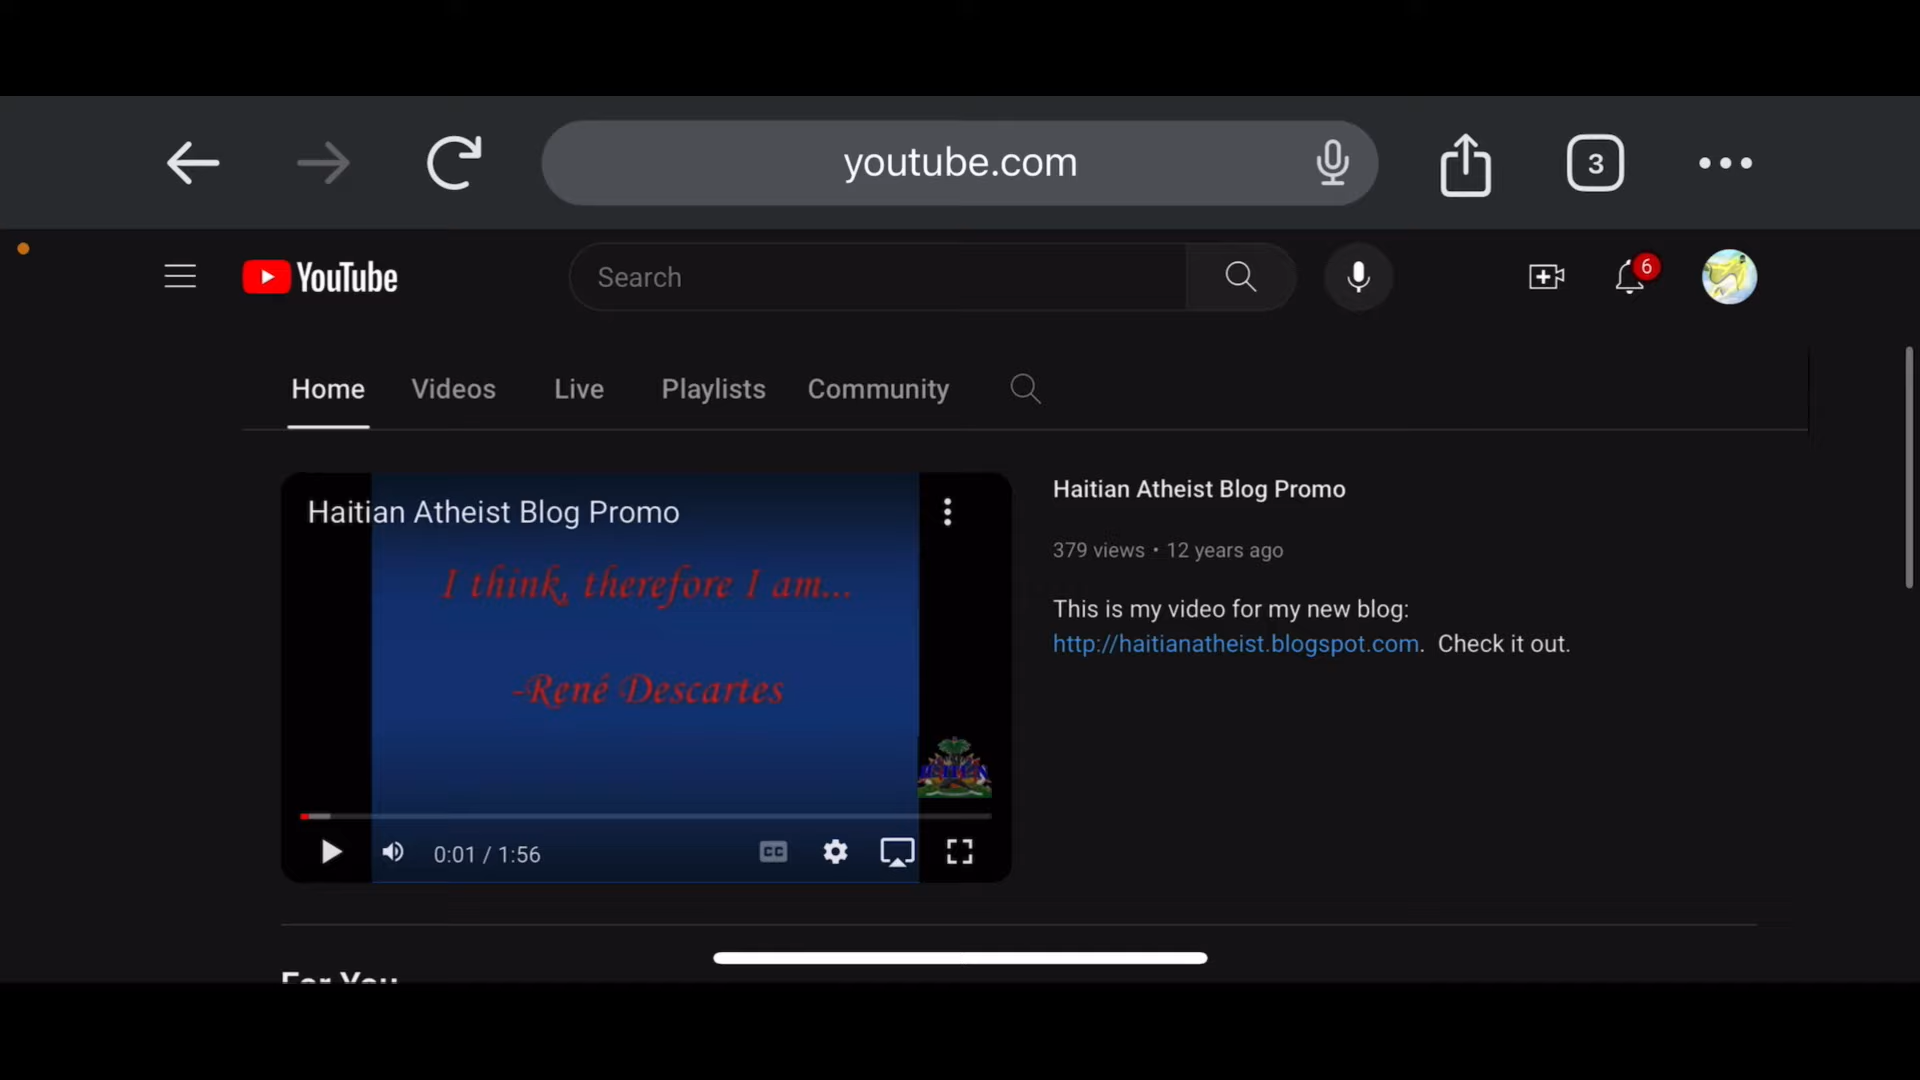 youtube.com
3
YouTube
Search
6
Home Videos Live Playlists Community
Haitian Atheist Blog Promo
I think, therefore I am...
-René Descartes
0:01 / 1:56
CC
Haitian Atheist Blog Promo
379 views • 12 years ago
This is my video for my new blog:
http://haitianatheist.blogspot.com. Check it out.
For You